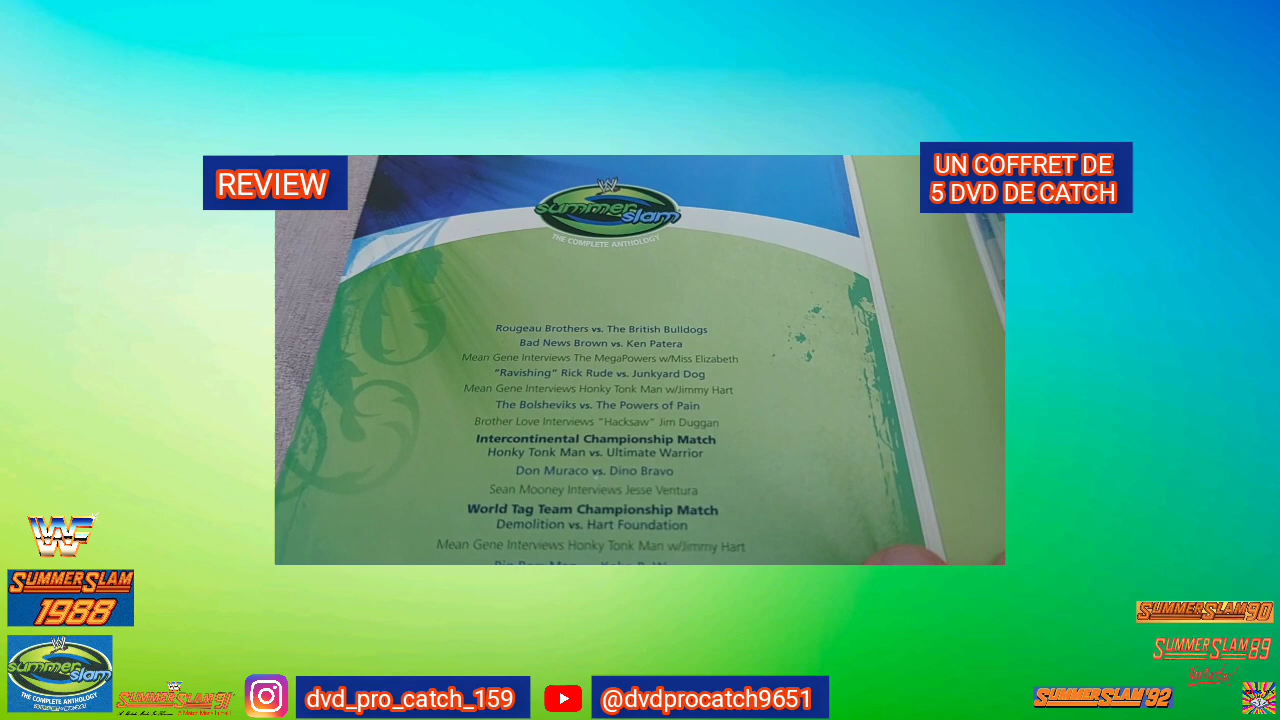 REVIEW
UN COFFRET DE
5 DVD DE CATCH
W
summerslam
THE COMPLETE ANTHOLOGY
Rougeau Brothers vs. The British Bulldogs
Bad News Brown vs. Ken Patera
Mean Gene Interviews The MegaPowers w/Miss Elizabeth
"Ravishing" Rick Rude vs. Junkyard Dog
Mean Gene Interviews Honky Tonk Man w/Jimmy Hart
The Bolsheviks vs. The Powers of Pain
Brother Love Interviews "Hacksaw" Jim Duggan
Intercontinental Championship Match
Honky Tonk Man vs. Ultimate Warrior
Don Muraco vs. Dino Bravo
Sean Mooney Interviews Jesse Ventura
World Tag Team Championship Match
Demolition vs. Hart Foundation
Mean Gene Interviews Honky Tonk Man w/Jimmy Hart
WF
SUMMERSLAM
1988
summerslam
THE COMPLETE ANTHOLOGY
SUMMERSLAM 91
dvd_pro_catch_159
@dvdprocatch9651
SUMMERSLAM 90
SUMMERSLAM 89
SUMMERSLAM '92